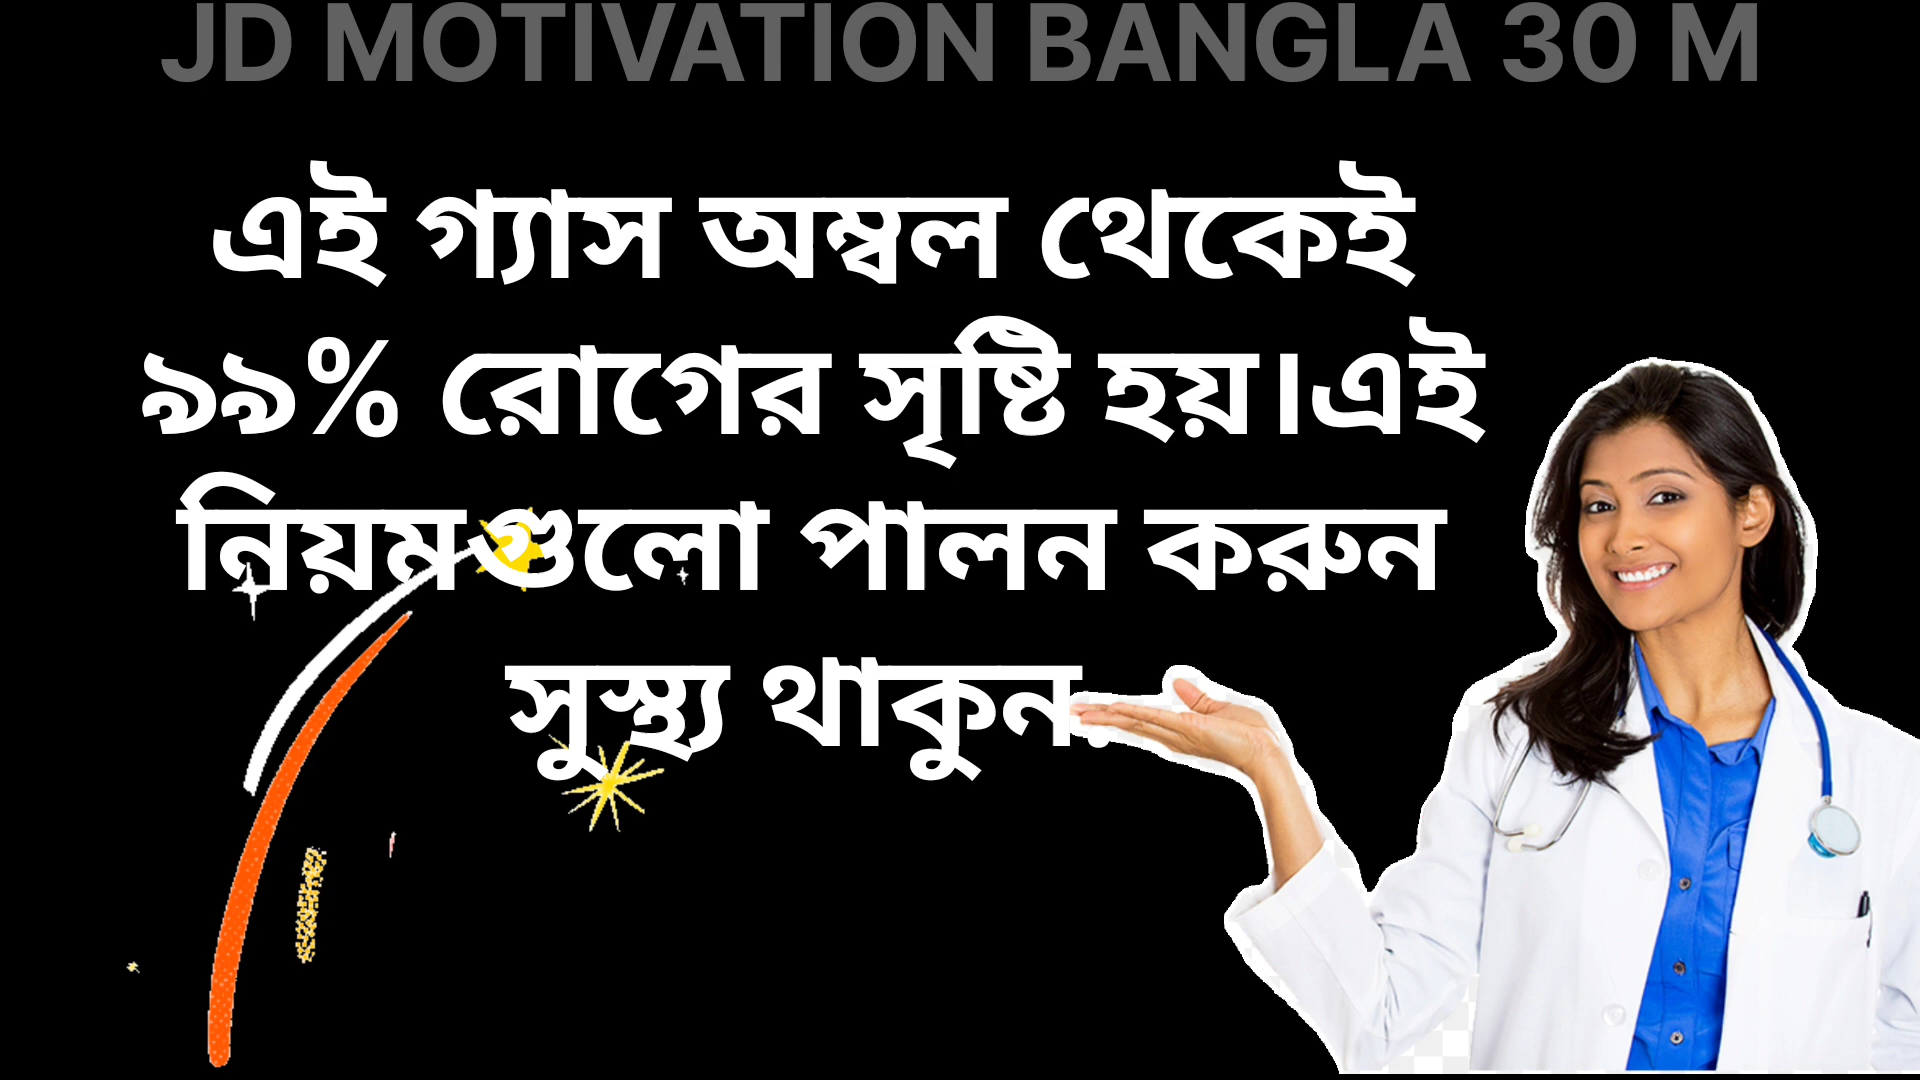 JD MOTIVATION BANGLA 30 M
এই গ্যাস অম্বল থেকেই
৯৯% রোগের সৃষ্টি হয়।এই
নিয়মগুলো পালন করুন
সুস্থ্য থাকুন.